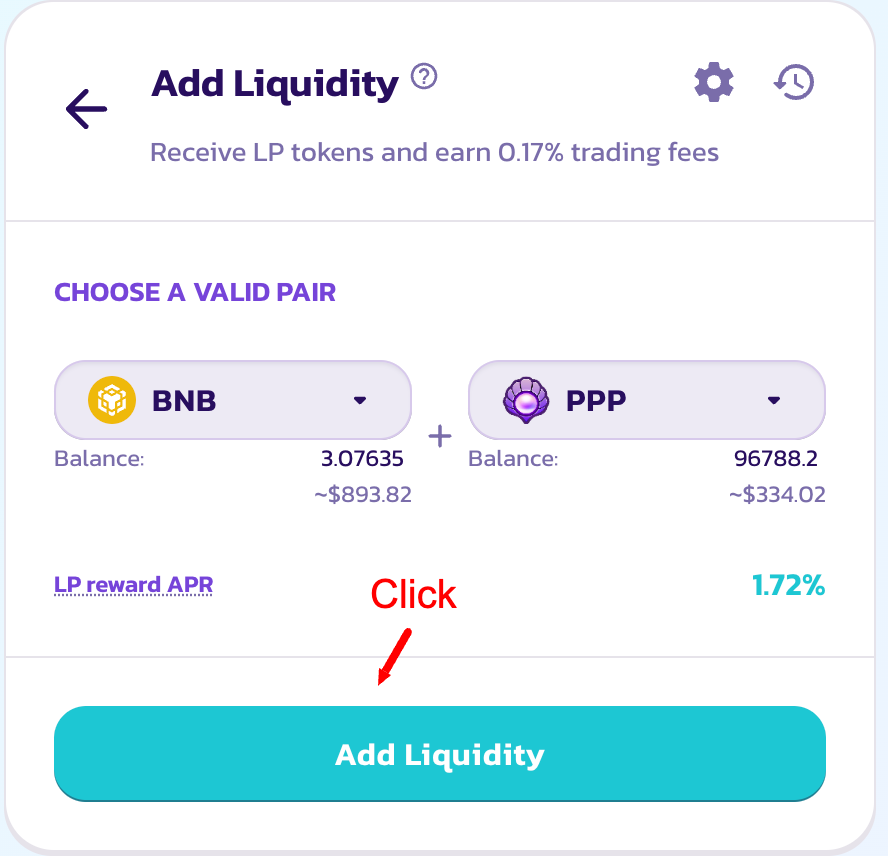 Add Liquidity ?
Receive LP tokens and earn 0.17% trading fees
CHOOSE A VALID PAIR
BNB
PPP
+
Balance: 3.07635
Balance: 96788.2
~$893.82
~$334.02
LP reward APR
1.72%
Click
Add Liquidity